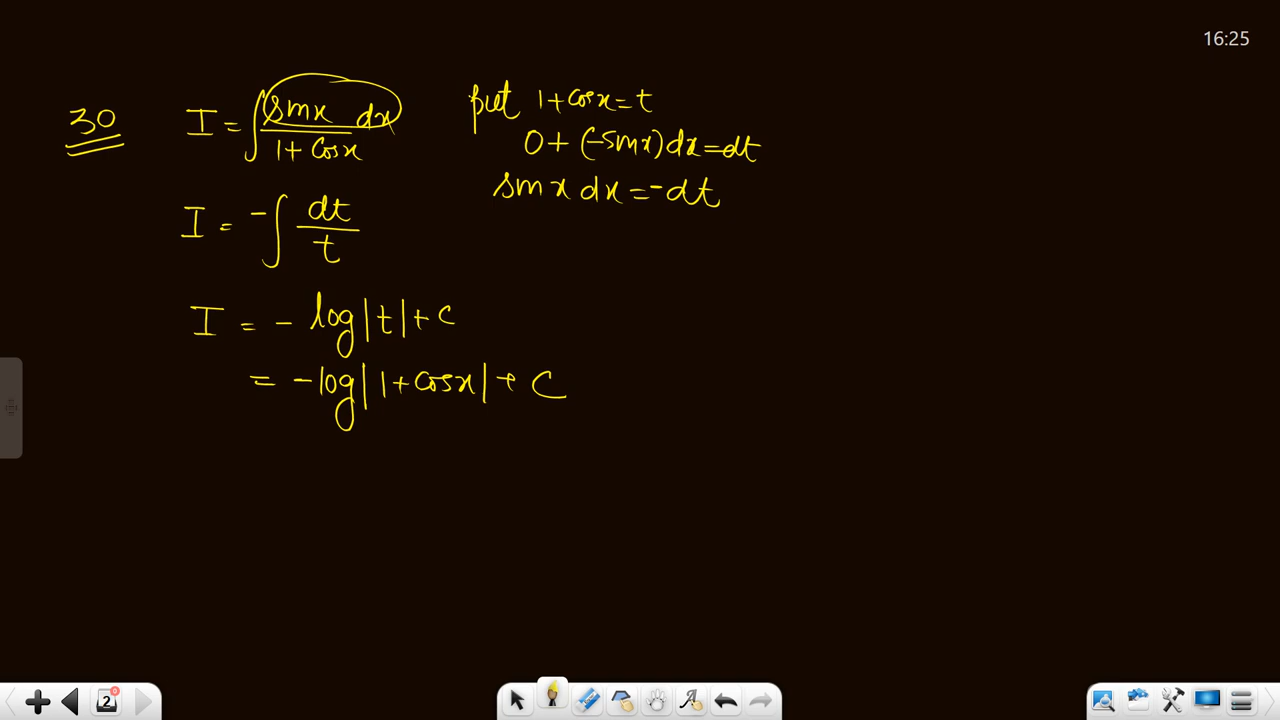 16:25
30 I = ∫ sinx dx / 1 + cosx
put 1 + cosx = t
0 + (-sinx) dx = dt
sinx dx = -dt
I = - ∫ dt / t
I = - log|t| + c
= - log|1 + cosx| + C
2
0